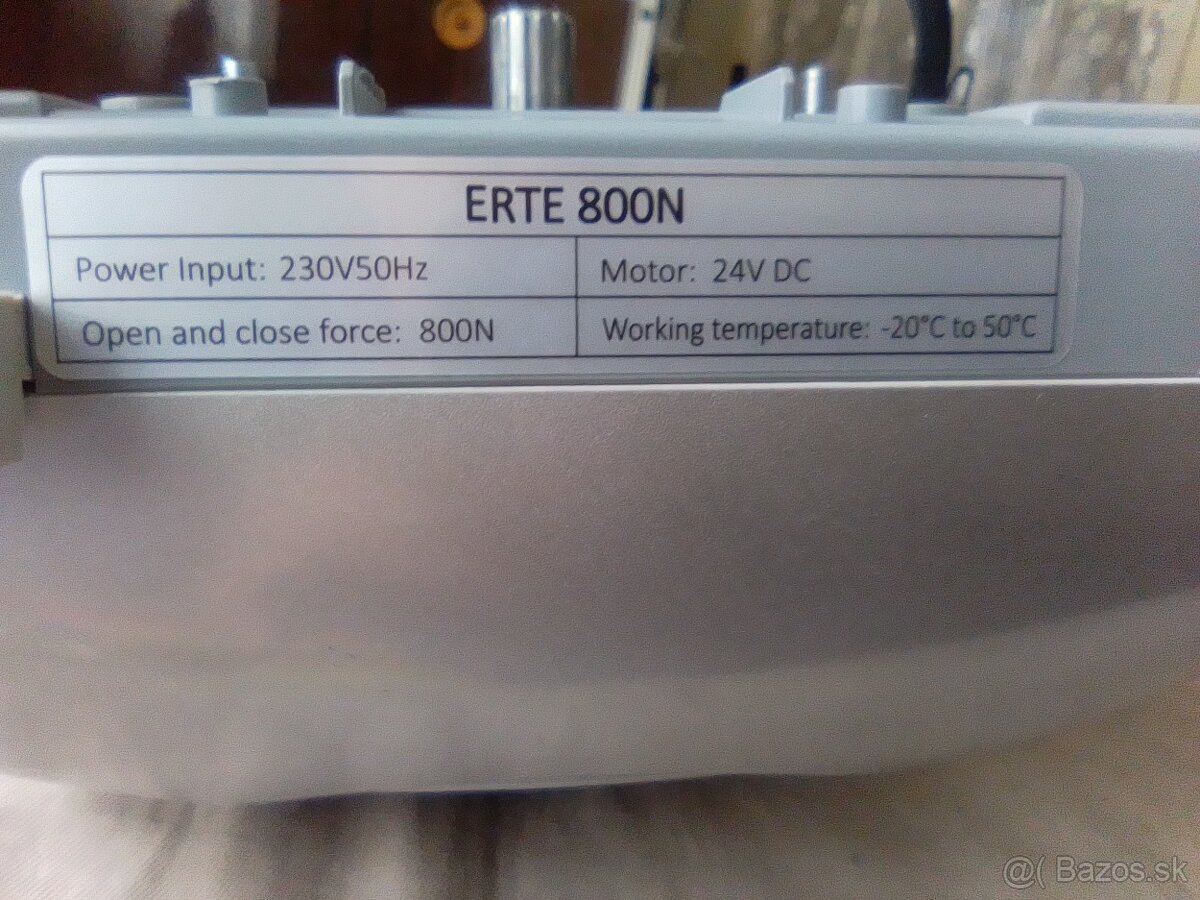 ERTE 800N
Power Input: 230V50Hz
Motor: 24V DC
Open and close force: 800N
Working temperature: -20°C to 50°C
@( Bazos.sk